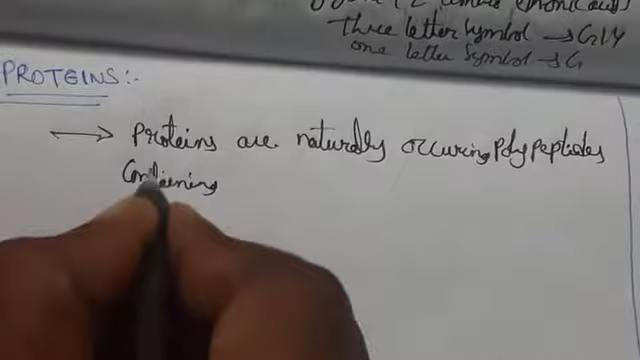 Three letter symbol → GLY
one letter symbol → G
PROTEINS:-
→ Proteins are naturally occuring polypeptides
Containing